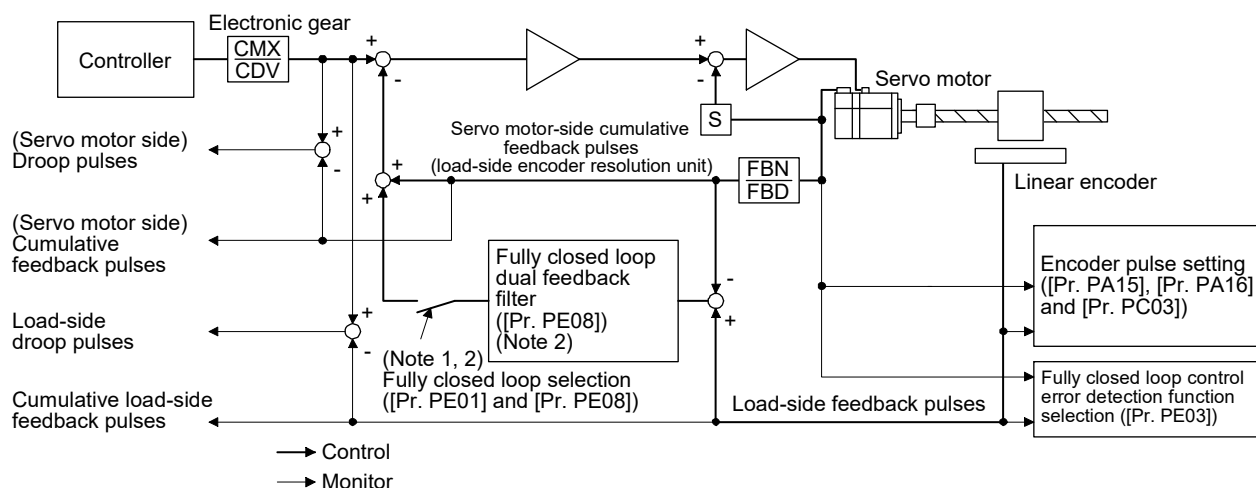 Electronic gear
Controller
CMX
CDV
+
-
+
-
S
Servo motor
(Servo motor side)
Droop pulses
+
-
Servo motor-side cumulative
feedback pulses
(load-side encoder resolution unit)
+
+
FBN
FBD
Linear encoder
(Servo motor side)
Cumulative
feedback pulses
Fully closed loop
dual feedback
filter
([Pr. PE08])
(Note 2)
-
+
Encoder pulse setting
([Pr. PA15], [Pr. PA16]
and [Pr. PC03])
Load-side
droop pulses
+
-
(Note 1, 2)
Fully closed loop selection
([Pr. PE01] and [Pr. PE08])
Cumulative load-side
feedback pulses
Load-side feedback pulses
Fully closed loop control
error detection function
selection ([Pr. PE03])
Control
Monitor